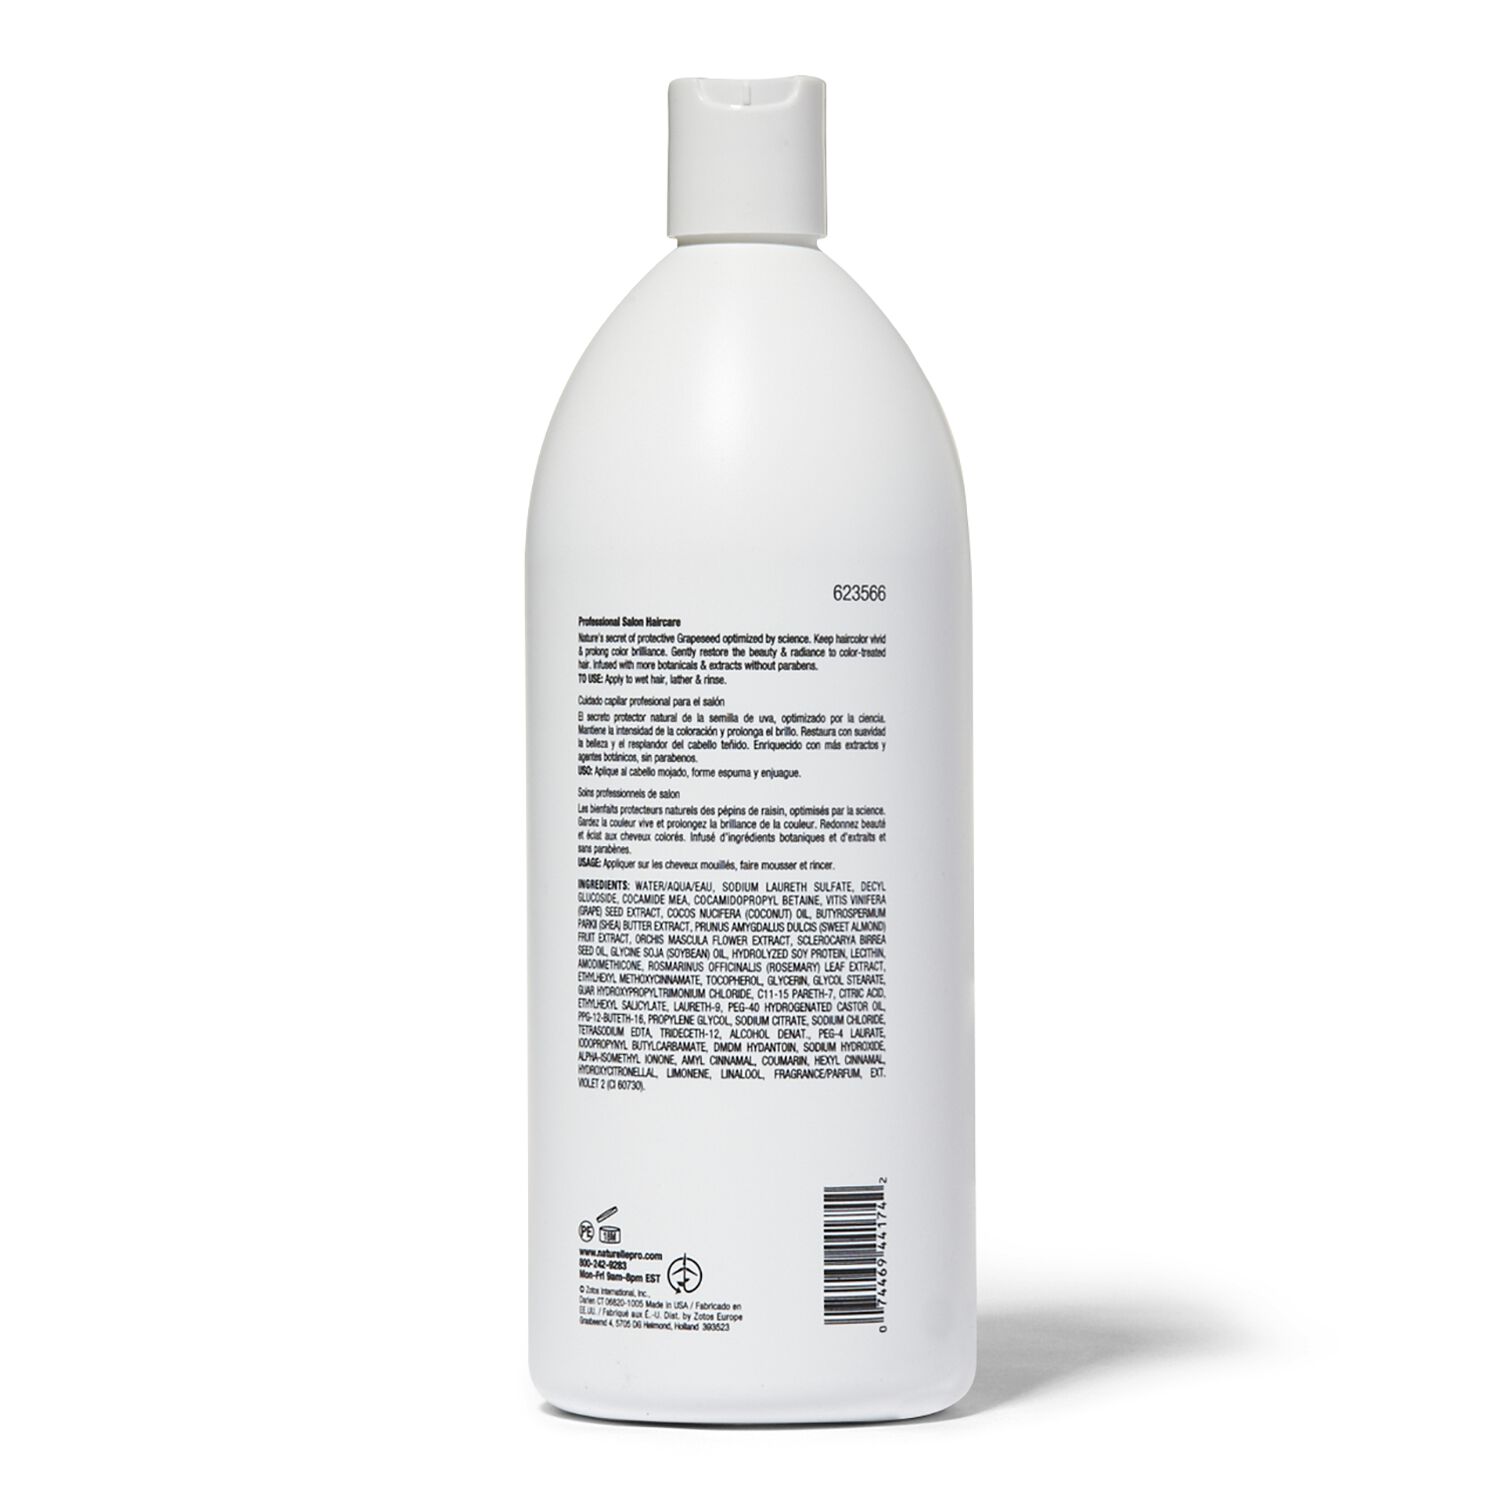 623566
Professional Salon Haircare
Nature's secret of protective Grapeseed optimized by science. Keep haircolor vivid
& prolong color brilliance. Gently restore the beauty & radiance to color-treated
hair. Infused with more botanicals & extracts without parabens.
TO USE: Apply to wet hair, lather & rinse.
Cuidado capilar profesional para el salón
El secreto protector natural de la semilla de uva, optimizado por la ciencia.
Mantiene la intensidad de la coloración y prolonga el brillo. Restaura con suavidad
la belleza y el resplandor del cabello teñido. Enriquecido con más extractos y
agentes botánicos, sin parabenos.
USO: Aplique al cabello mojado, forme espuma y enjuague.
Soins professionnels de salon
Les bienfaits protecteurs naturels des pépins de raisin, optimisés par la science.
Gardez la couleur vive et prolongez la brillance de la couleur. Redonnez beauté
et éclat aux cheveux colorés. Infusé d'ingrédients botaniques et d'extraits et
sans parabènes.
USAGE: Appliquer sur les cheveux mouillés, faire mousser et rincer.
INGREDIENTS: WATER/AQUA/EAU, SODIUM LAURETH SULFATE, DECYL
GLUCOSIDE, COCAMIDE MEA, COCAMIDOPROPYL BETAINE, VITIS VINIFERA
(GRAPE) SEED EXTRACT, COCOS NUCIFERA (COCONUT) OIL, BUTYROSPERMUM
PARKII (SHEA) BUTTER EXTRACT, PRUNUS AMYGDALUS DULCIS (SWEET ALMOND)
FRUIT EXTRACT, ORCHIS MASCULA FLOWER EXTRACT, SCLEROCARYA BIRREA
SEED OIL, GLYCINE SOJA (SOYBEAN) OIL, HYDROLYZED SOY PROTEIN, LECITHIN,
AMODIMETHICONE, ROSMARINUS OFFICINALIS (ROSEMARY) LEAF EXTRACT,
ETHYLHEXYL METHOXYCINNAMATE, TOCOPHEROL, GLYCERIN, GLYCOL STEARATE,
GUAR HYDROXYPROPYLTRIMONIUM CHLORIDE, C11-15 PARETH-7, CITRIC ACID,
ETHYLHEXYL SALICYLATE, LAURETH-9, PEG-40 HYDROGENATED CASTOR OIL,
PPG-12-BUTETH-16, PROPYLENE GLYCOL, SODIUM CITRATE, SODIUM CHLORIDE,
TETRASODIUM EDTA, TRIDECETH-12, ALCOHOL DENAT., PEG-4 LAURATE,
IODOPROPYNYL BUTYLCARBAMATE, DMDM HYDANTOIN, SODIUM HYDROXIDE,
ALPHA-ISOMETHYL IONONE, AMYL CINNAMAL, COUMARIN, HEXYL CINNAMAL,
HYDROXYCITRONELLAL, LIMONENE, LINALOOL, FRAGRANCE/PARFUM, EXT.
VIOLET 2 (CI 60730).
PE 18M
www.naturellepro.com
800-242-9283
Mon-Fri 9am-8pm EST
© Zotos International, Inc.,
Darien CT 06820-1005 Made in USA / Fabricado en
EE.UU. / Fabriqué aux É.-U. Dist. by Zotos Europe
Grasbeemd 4, 5705 DG Helmond, Holland 393523
0 74469 44174 2